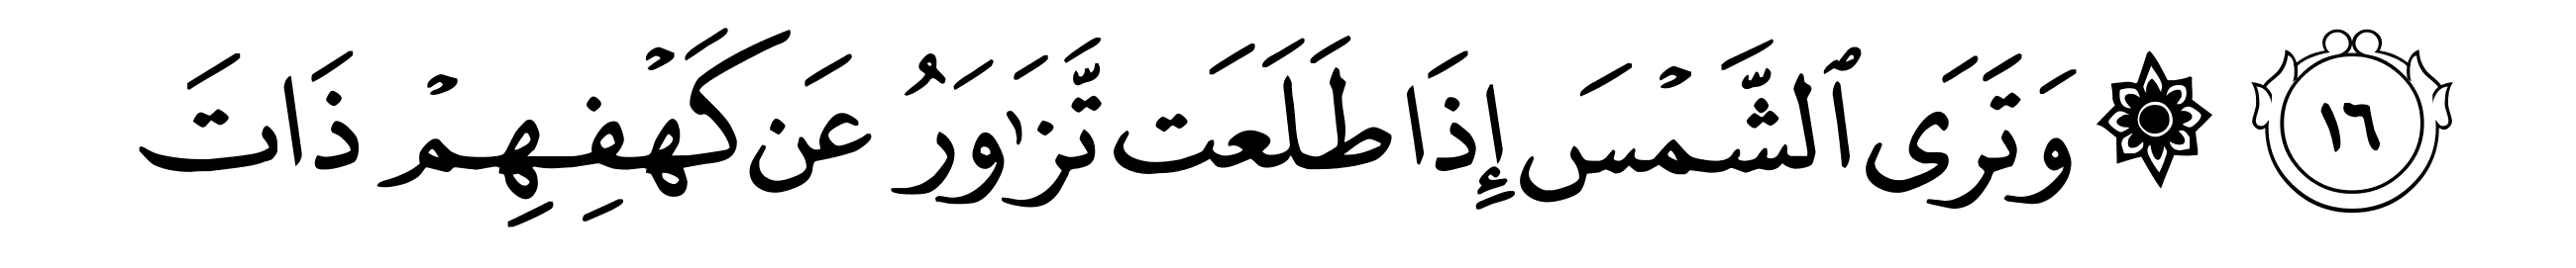 ١٦ ۞ وَتَرَى ٱلشَّمْسَ إِذَا طَلَعَت تَّزَٰوَرُ عَن كَهْفِهِمْ ذَاتَ